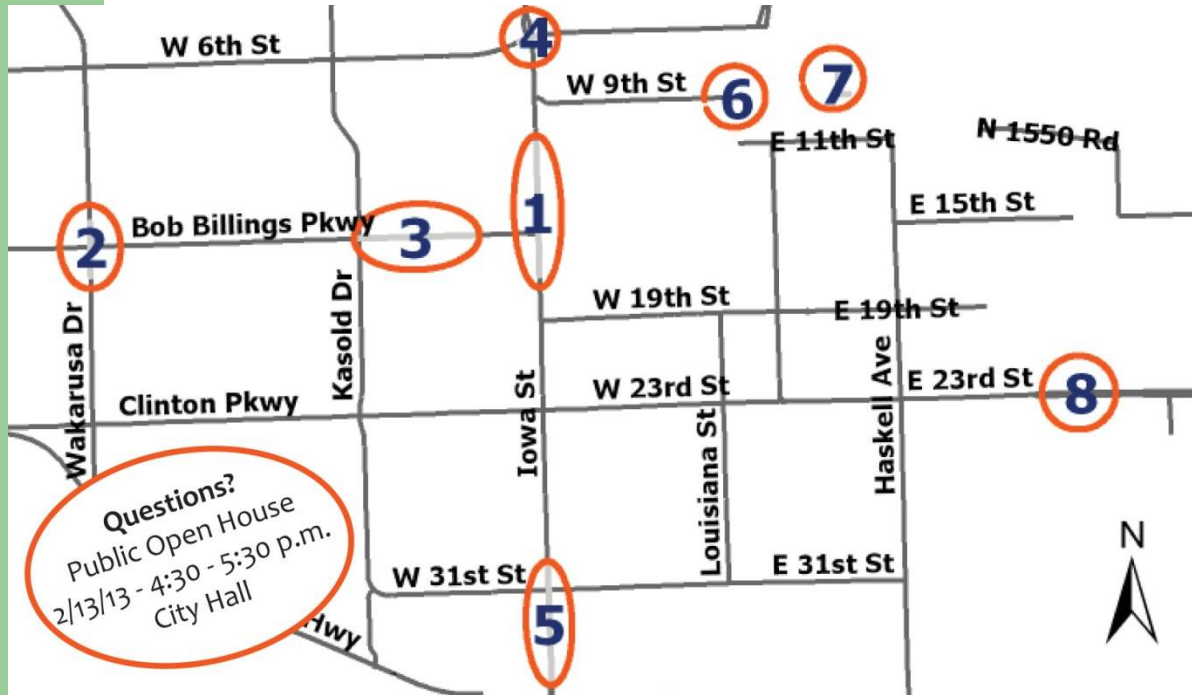 W 6th St
4
W 9th St
6
7
E 11th St
N 1550 Rd
Bob Billings Pkwy
2
3
1
E 15th St
Wakarusa Dr
Kasold Dr
W 19th St
E 19th St
Clinton Pkwy
Iowa St
W 23rd St
Louisiana St
Haskell Ave
E 23rd St
8
Questions?
Public Open House
2/13/13 - 4:30 - 5:30 p.m.
City Hall
Hwy
W 31st St
5
E 31st St
N